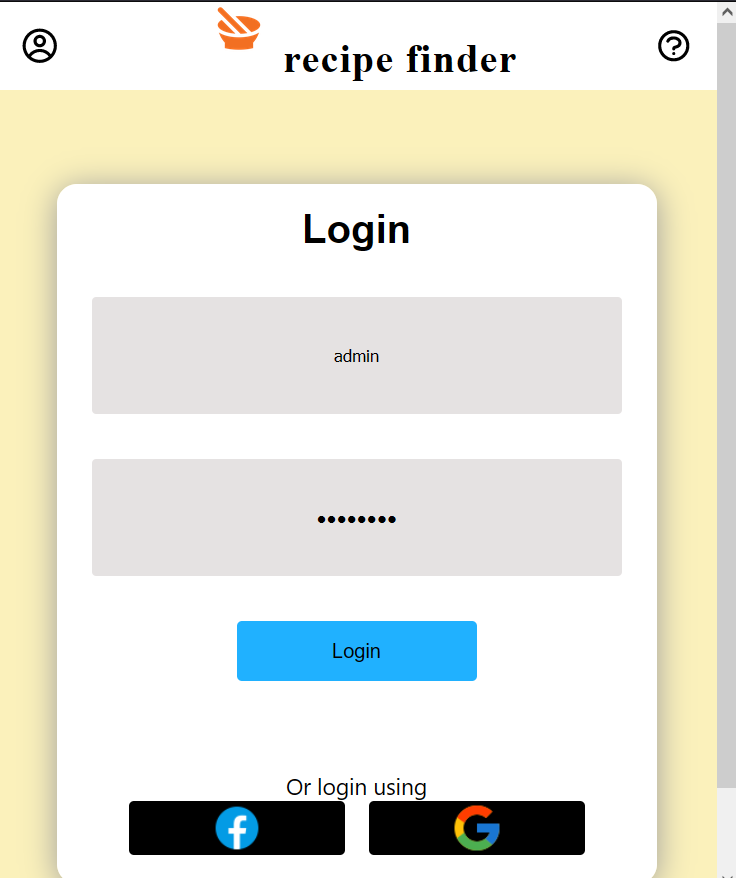 recipe finder
Login
admin
••••••••
Login
Or login using